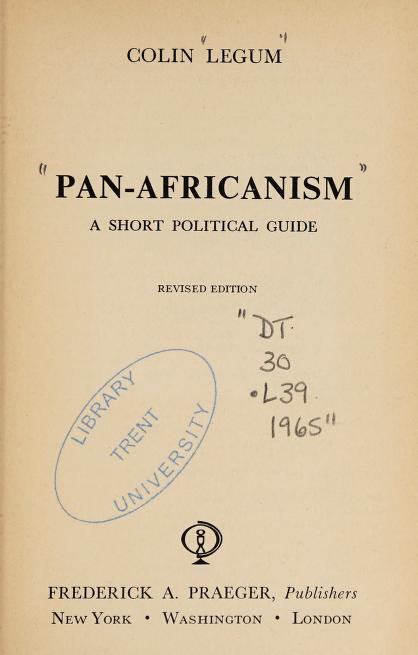 COLIN "LEGUM"
"PAN-AFRICANISM"
A SHORT POLITICAL GUIDE
REVISED EDITION
"DT.
30
.L39
1965"
LIBRARY
TRENT
UNIVERSITY
FREDERICK A. PRAEGER, Publishers
NEW YORK • WASHINGTON • LONDON